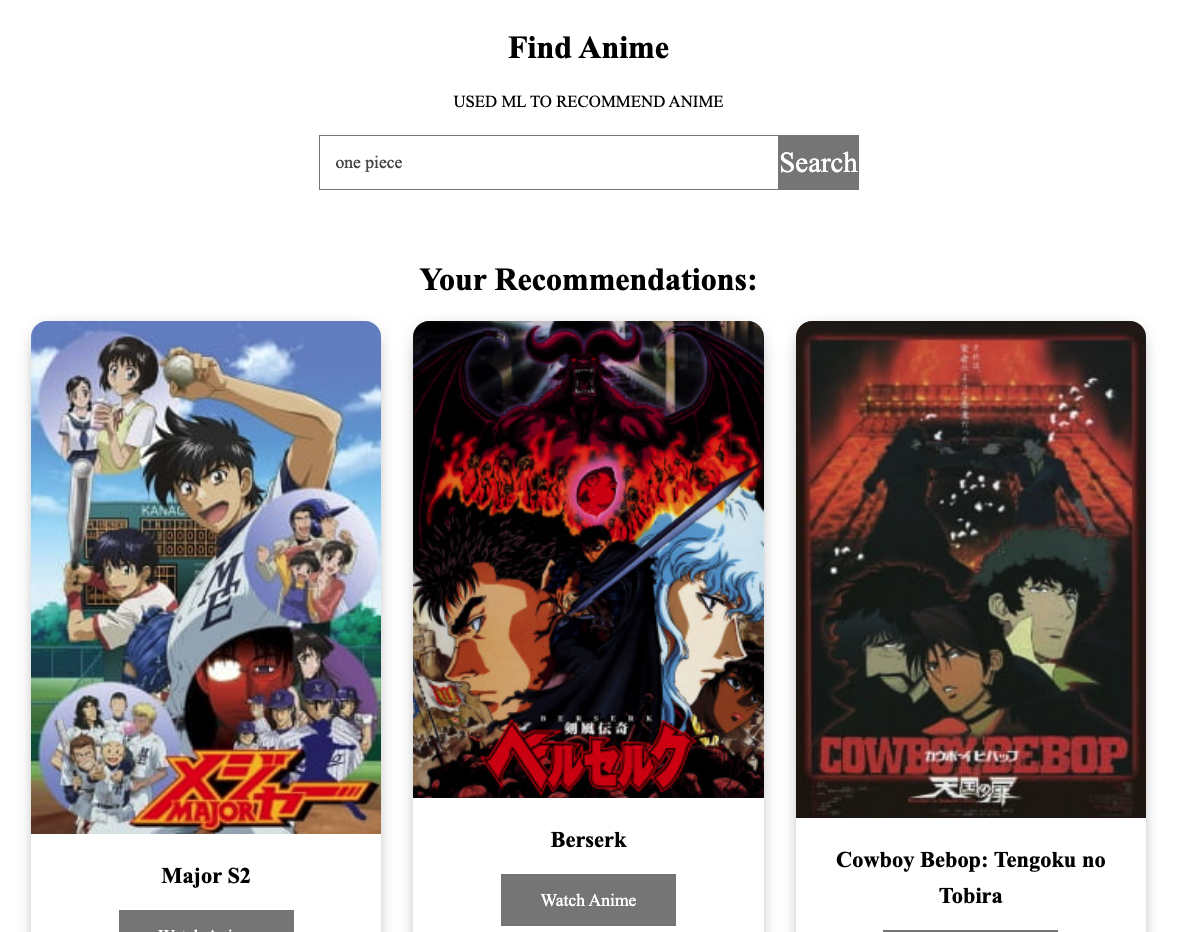 Find Anime
USED ML TO RECOMMEND ANIME
one piece
Search
Your Recommendations:
KANAG
メジャー
MAJOR
Major S2
BERSERK
剣風伝奇
ベルセルク
Berserk
Watch Anime
COWBOY BEBOP
カウボーイビバップ
天国の扉
Cowboy Bebop: Tengoku no
Tobira